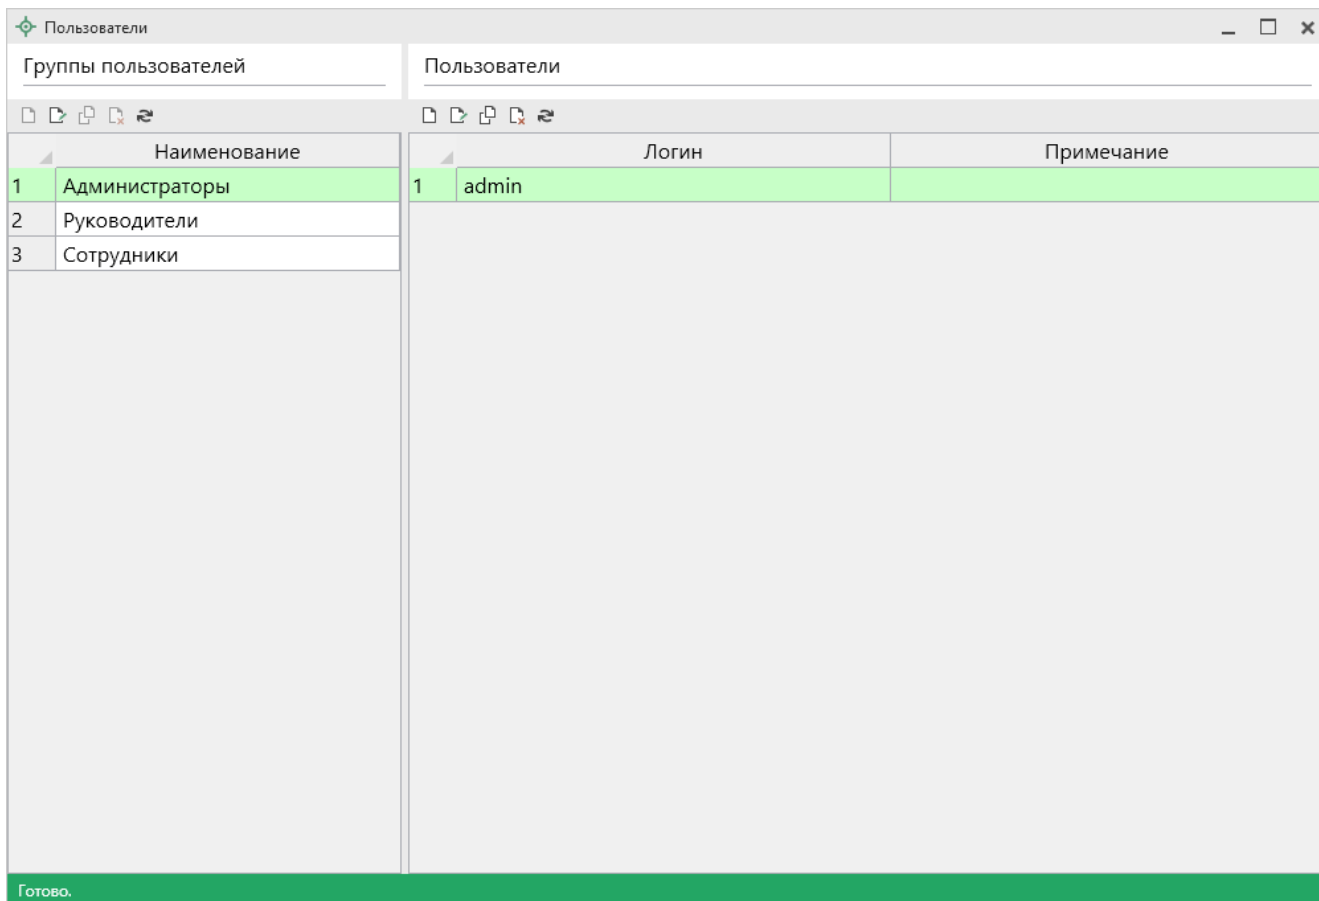 Пользователи
Группы пользователей
Пользователи
Наименование
1 Администраторы
2 Руководители
3 Сотрудники
Логин Примечание
1 admin
Готово.